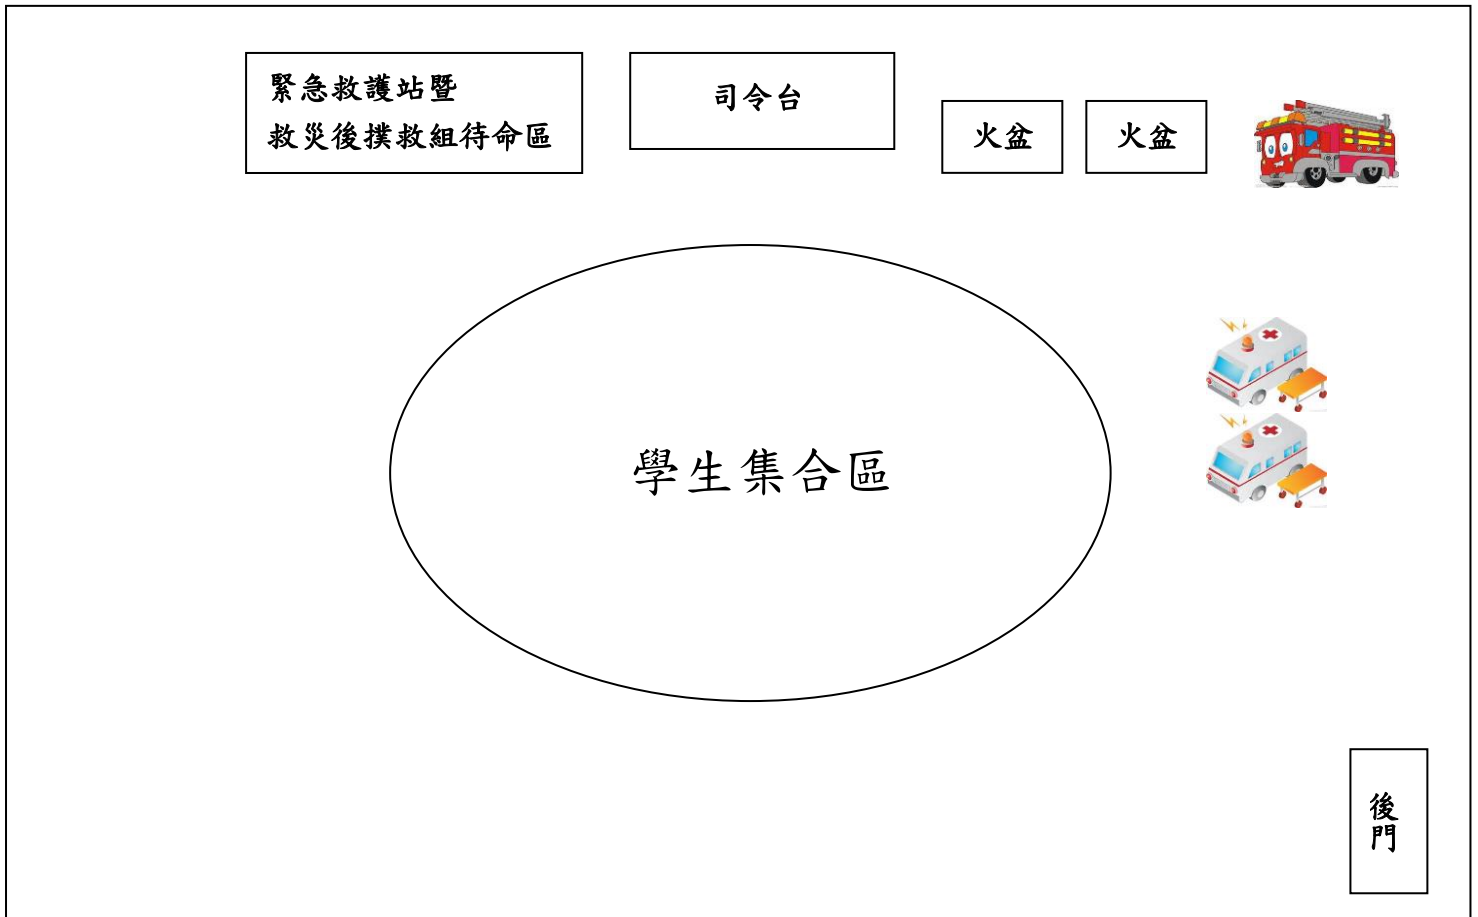 緊急救護站暨
救災後撲救組待命區
司令台
火盆
火盆
學生集合區
後門